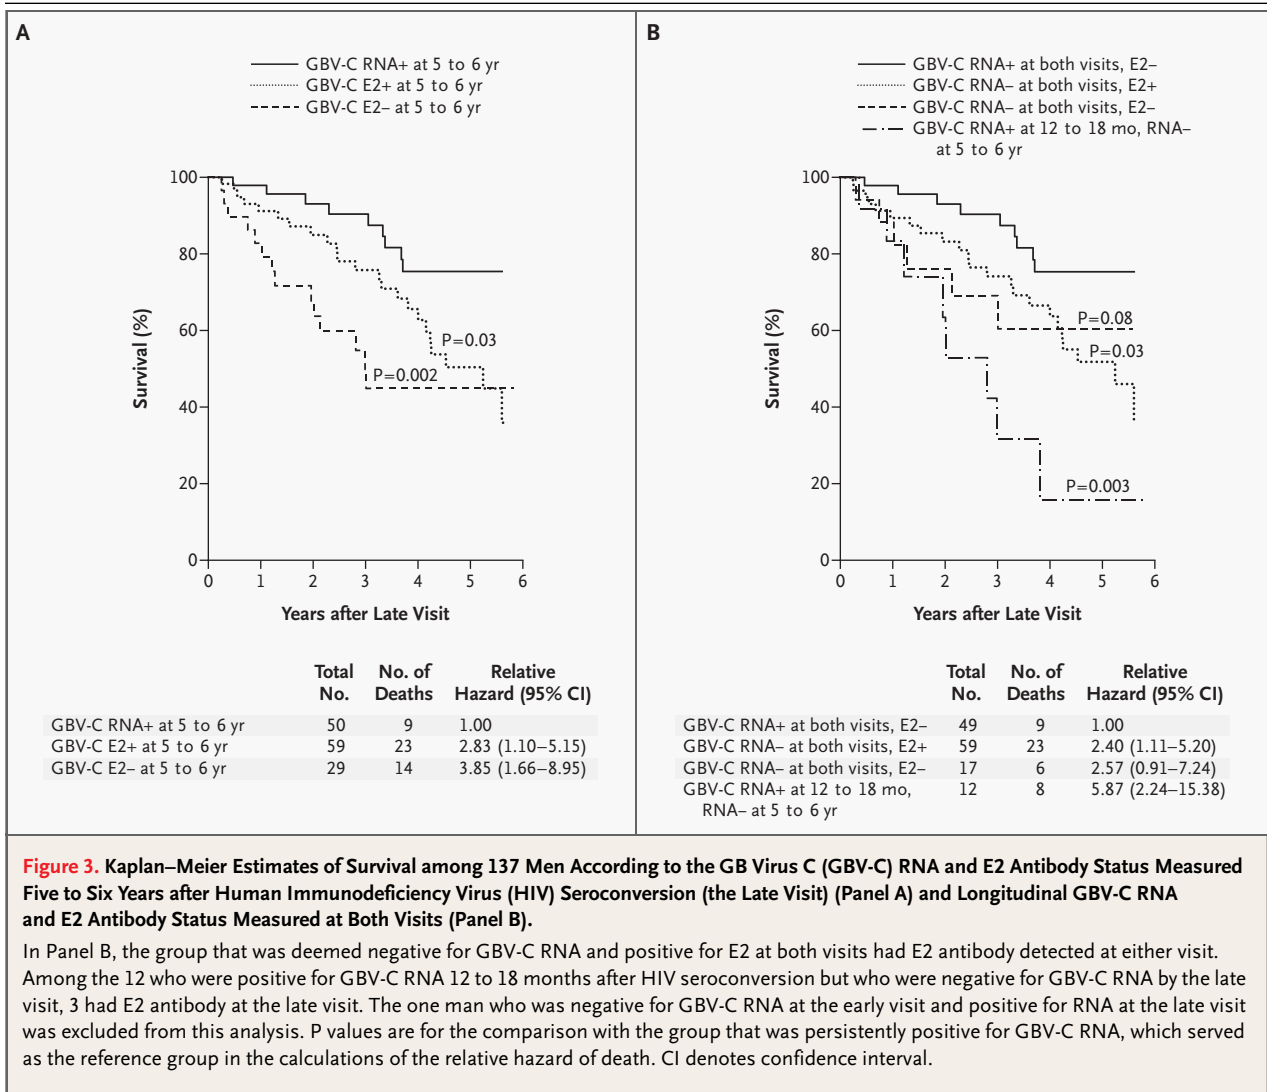 A
GBV-C RNA+ at 5 to 6 yr
GBV-C E2+ at 5 to 6 yr
GBV-C E2– at 5 to 6 yr
100
80
60
40
20
0
Survival (%)
P=0.03
P=0.002
0 1 2 3 4 5 6
Years after Late Visit
Total No. No. of Deaths Relative Hazard (95% CI)
GBV-C RNA+ at 5 to 6 yr 50 9 1.00
GBV-C E2+ at 5 to 6 yr 59 23 2.83 (1.10–5.15)
GBV-C E2– at 5 to 6 yr 29 14 3.85 (1.66–8.95)
B
GBV-C RNA+ at both visits, E2–
GBV-C RNA– at both visits, E2+
GBV-C RNA– at both visits, E2–
GBV-C RNA+ at 12 to 18 mo, RNA–
at 5 to 6 yr
100
80
60
40
20
0
Survival (%)
P=0.08
P=0.03
P=0.003
0 1 2 3 4 5 6
Years after Late Visit
Total No. No. of Deaths Relative Hazard (95% CI)
GBV-C RNA+ at both visits, E2– 49 9 1.00
GBV-C RNA– at both visits, E2+ 59 23 2.40 (1.11–5.20)
GBV-C RNA– at both visits, E2– 17 6 2.57 (0.91–7.24)
GBV-C RNA+ at 12 to 18 mo, 12 8 5.87 (2.24–15.38)
RNA– at 5 to 6 yr
Figure 3. Kaplan–Meier Estimates of Survival among 137 Men According to the GB Virus C (GBV-C) RNA and E2 Antibody Status Measured
Five to Six Years after Human Immunodeficiency Virus (HIV) Seroconversion (the Late Visit) (Panel A) and Longitudinal GBV-C RNA
and E2 Antibody Status Measured at Both Visits (Panel B).
In Panel B, the group that was deemed negative for GBV-C RNA and positive for E2 at both visits had E2 antibody detected at either visit.
Among the 12 who were positive for GBV-C RNA 12 to 18 months after HIV seroconversion but who were negative for GBV-C RNA by the late
visit, 3 had E2 antibody at the late visit. The one man who was negative for GBV-C RNA at the early visit and positive for RNA at the late visit
was excluded from this analysis. P values are for the comparison with the group that was persistently positive for GBV-C RNA, which served
as the reference group in the calculations of the relative hazard of death. CI denotes confidence interval.